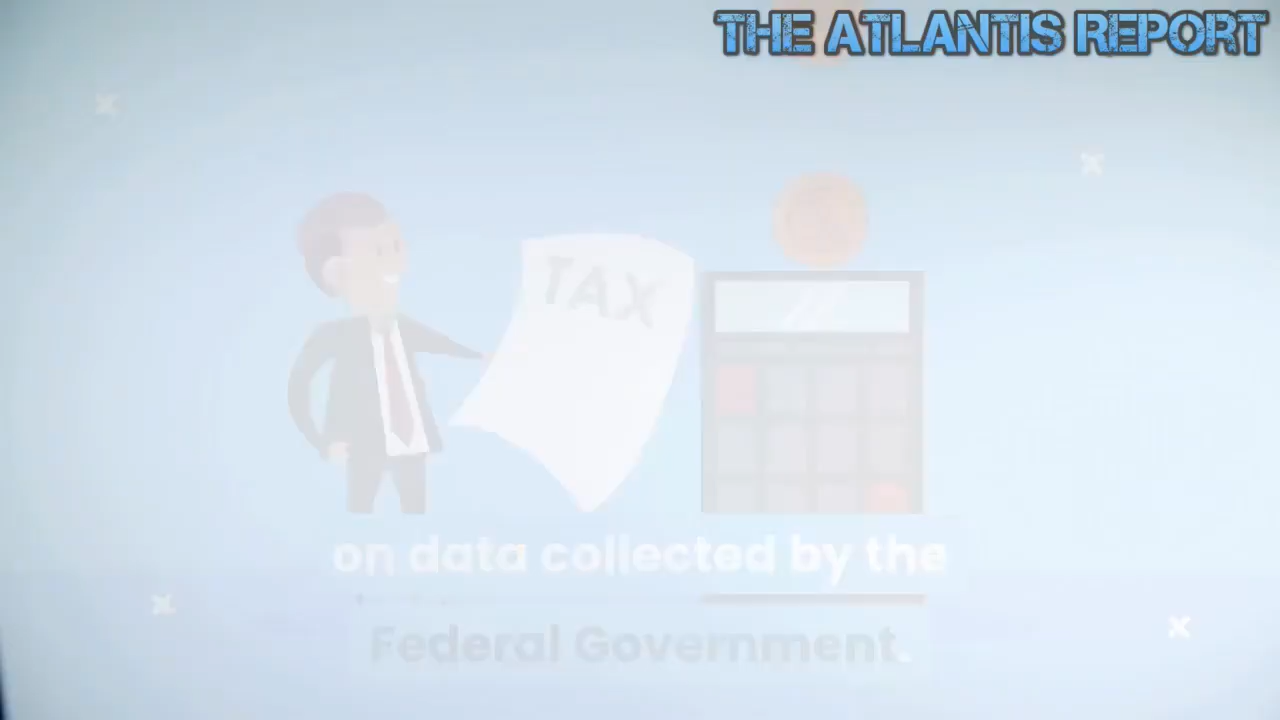 THE ATLANTIS REPORT
TAX
on data collected by the
Federal Government.